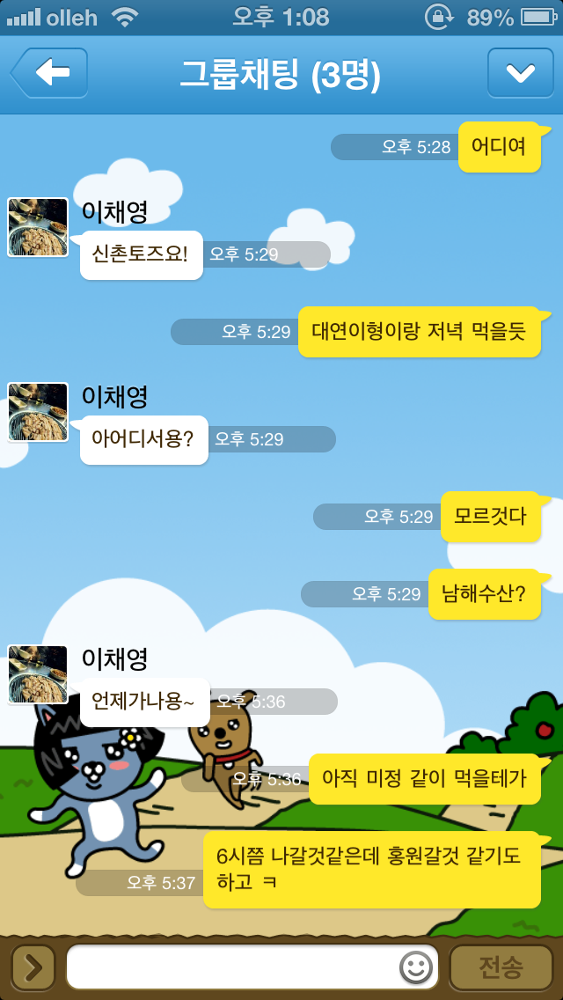 olleh 오후 1:08 89%
그룹채팅 (3명)
오후 5:28 어디여
이채영
신촌토즈요! 오후 5:29
오후 5:29 대연이형이랑 저녁 먹을듯
이채영
아어디서용? 오후 5:29
오후 5:29 모르것다
오후 5:29 남해수산?
이채영
언제가나용~ 오후 5:36
오후 5:36 아직 미정 같이 먹을테가
6시쯤 나갈것같은데 홍원갈것 같기도
오후 5:37 하고 ㅋ
전송